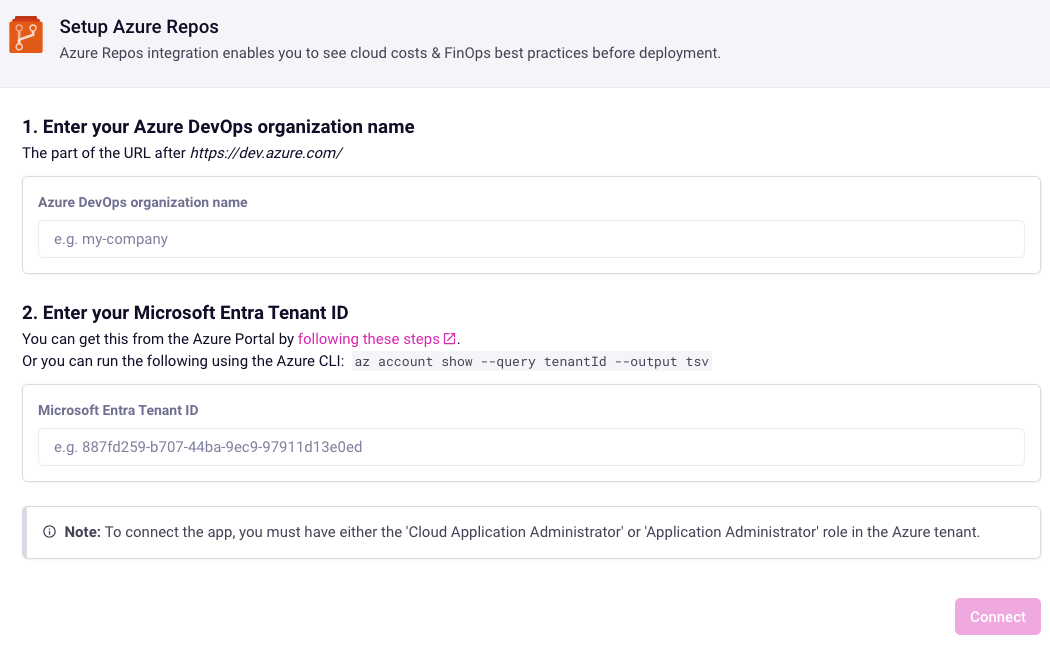 Setup Azure Repos
Azure Repos integration enables you to see cloud costs & FinOps best practices before deployment.
1. Enter your Azure DevOps organization name
The part of the URL after https://dev.azure.com/
Azure DevOps organization name
e.g. my-company
2. Enter your Microsoft Entra Tenant ID
You can get this from the Azure Portal by following these steps.
Or you can run the following using the Azure CLI: az account show --query tenantId --output tsv
Microsoft Entra Tenant ID
e.g. 887fd259-b707-44ba-9ec9-97911d13e0ed
Note: To connect the app, you must have either the 'Cloud Application Administrator' or 'Application Administrator' role in the Azure tenant.
Connect